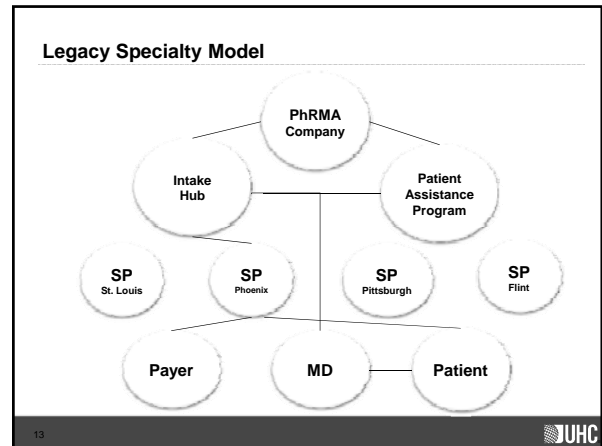 Legacy Specialty Model
PhRMA
Company
Intake
Hub
Patient
Assistance
Program
SP
St. Louis
SP
Phoenix
SP
Pittsburgh
SP
Flint
Payer
MD
Patient
13
UHC